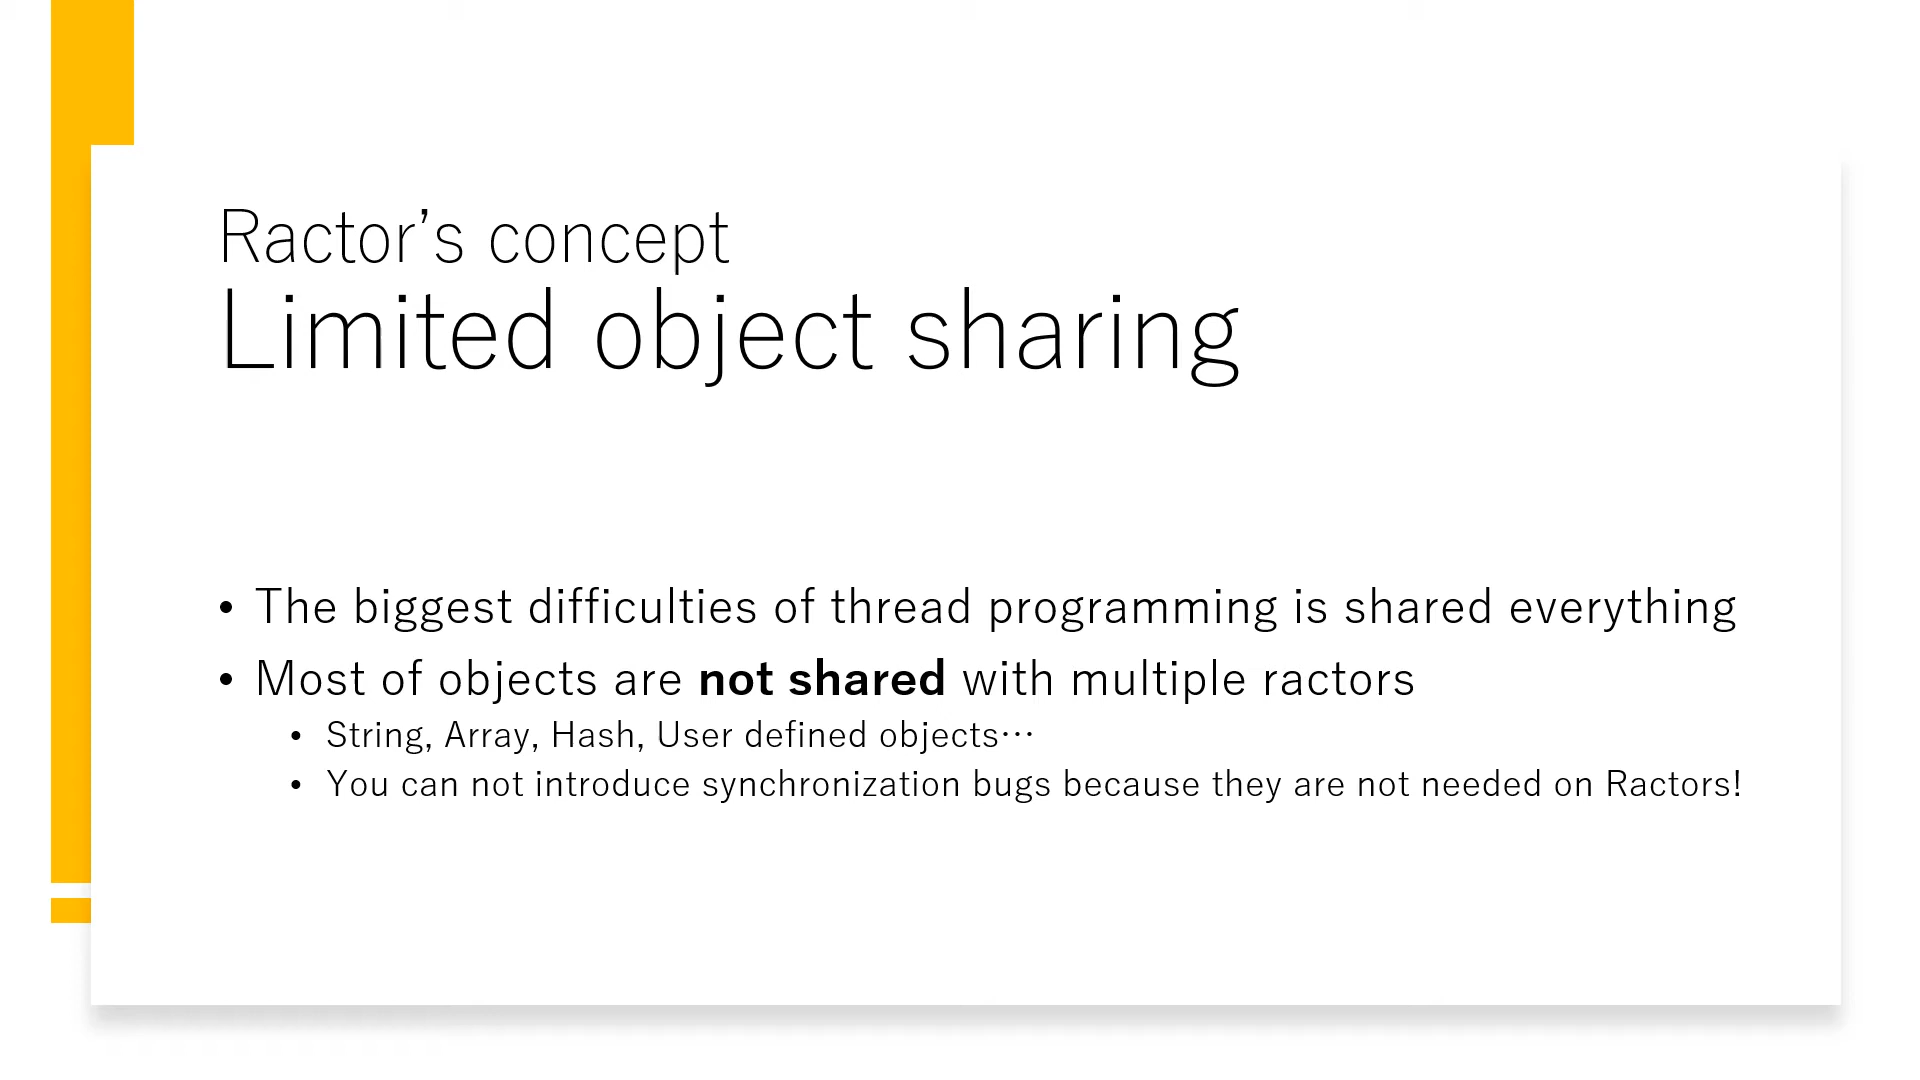 Ractor’s concept
Limited object sharing
• The biggest difficulties of thread programming is shared everything
• Most of objects are not shared with multiple ractors
• String, Array, Hash, User defined objects…
• You can not introduce synchronization bugs because they are not needed on Ractors!